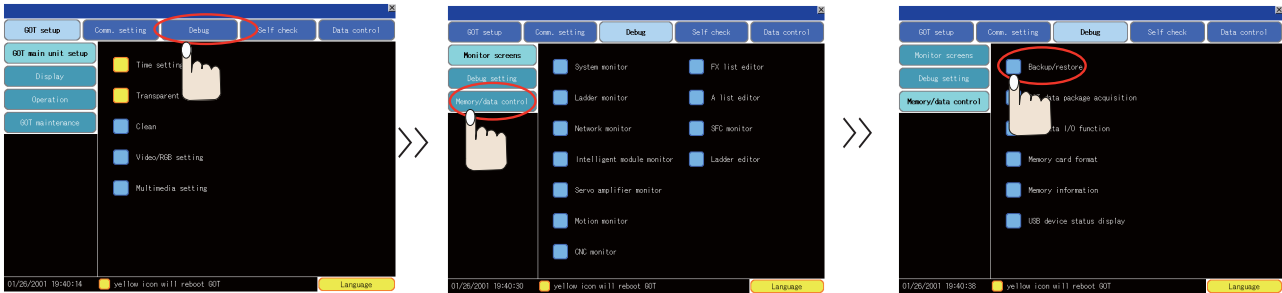 GOT setup Comm. setting Debug Self check Data control
GOT main unit setup
Display
Operation
GOT maintenance
Time setting
Transparent
Clean
Video/RGB setting
Multimedia setting
01/26/2001 19:40:14 yellow icon will reboot GOT Language
GOT setup Comm. setting Debug Self check Data control
Monitor screens
Debug setting
Memory/data control
System monitor FX list editor
Ladder monitor A list editor
Network monitor SFC monitor
Intelligent module monitor Ladder editor
Servo amplifier monitor
Motion monitor
CNC monitor
01/26/2001 19:40:30 yellow icon will reboot GOT Language
GOT setup Comm. setting Debug Self check Data control
Monitor screens
Debug setting
Memory/data control
Backup/restore
data package acquisition
I/O function
Memory card format
Memory information
USB device status display
01/26/2001 19:40:38 yellow icon will reboot GOT Language